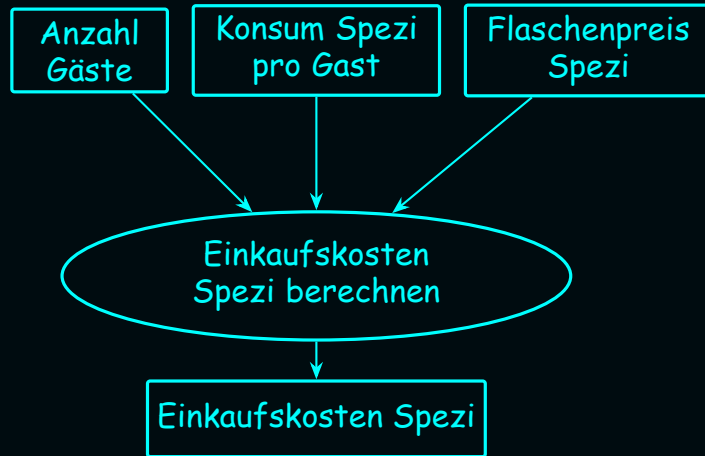 Anzahl
Gäste
Konsum Spezi
pro Gast
Flaschenpreis
Spezi
Einkaufskosten
Spezi berechnen
Einkaufskosten Spezi